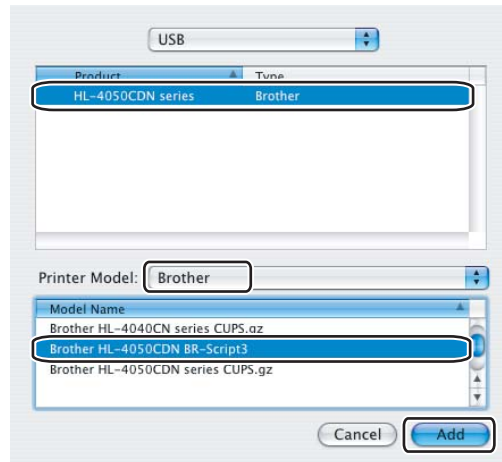 USB
Product Type
HL-4050CDN series Brother
Printer Model: Brother
Model Name
Brother HL-4040CN series CUPS.gz
Brother HL-4050CDN BR-Script3
Brother HL-4050CDN series CUPS.gz
Cancel Add